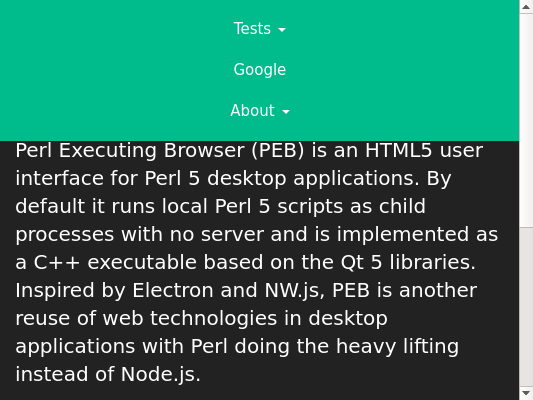 Tests
Google
About
Perl Executing Browser (PEB) is an HTML5 user
interface for Perl 5 desktop applications. By
default it runs local Perl 5 scripts as child
processes with no server and is implemented as
a C++ executable based on the Qt 5 libraries.
Inspired by Electron and NW.js, PEB is another
reuse of web technologies in desktop
applications with Perl doing the heavy lifting
instead of Node.js.